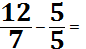 12/7 - 5/5 =